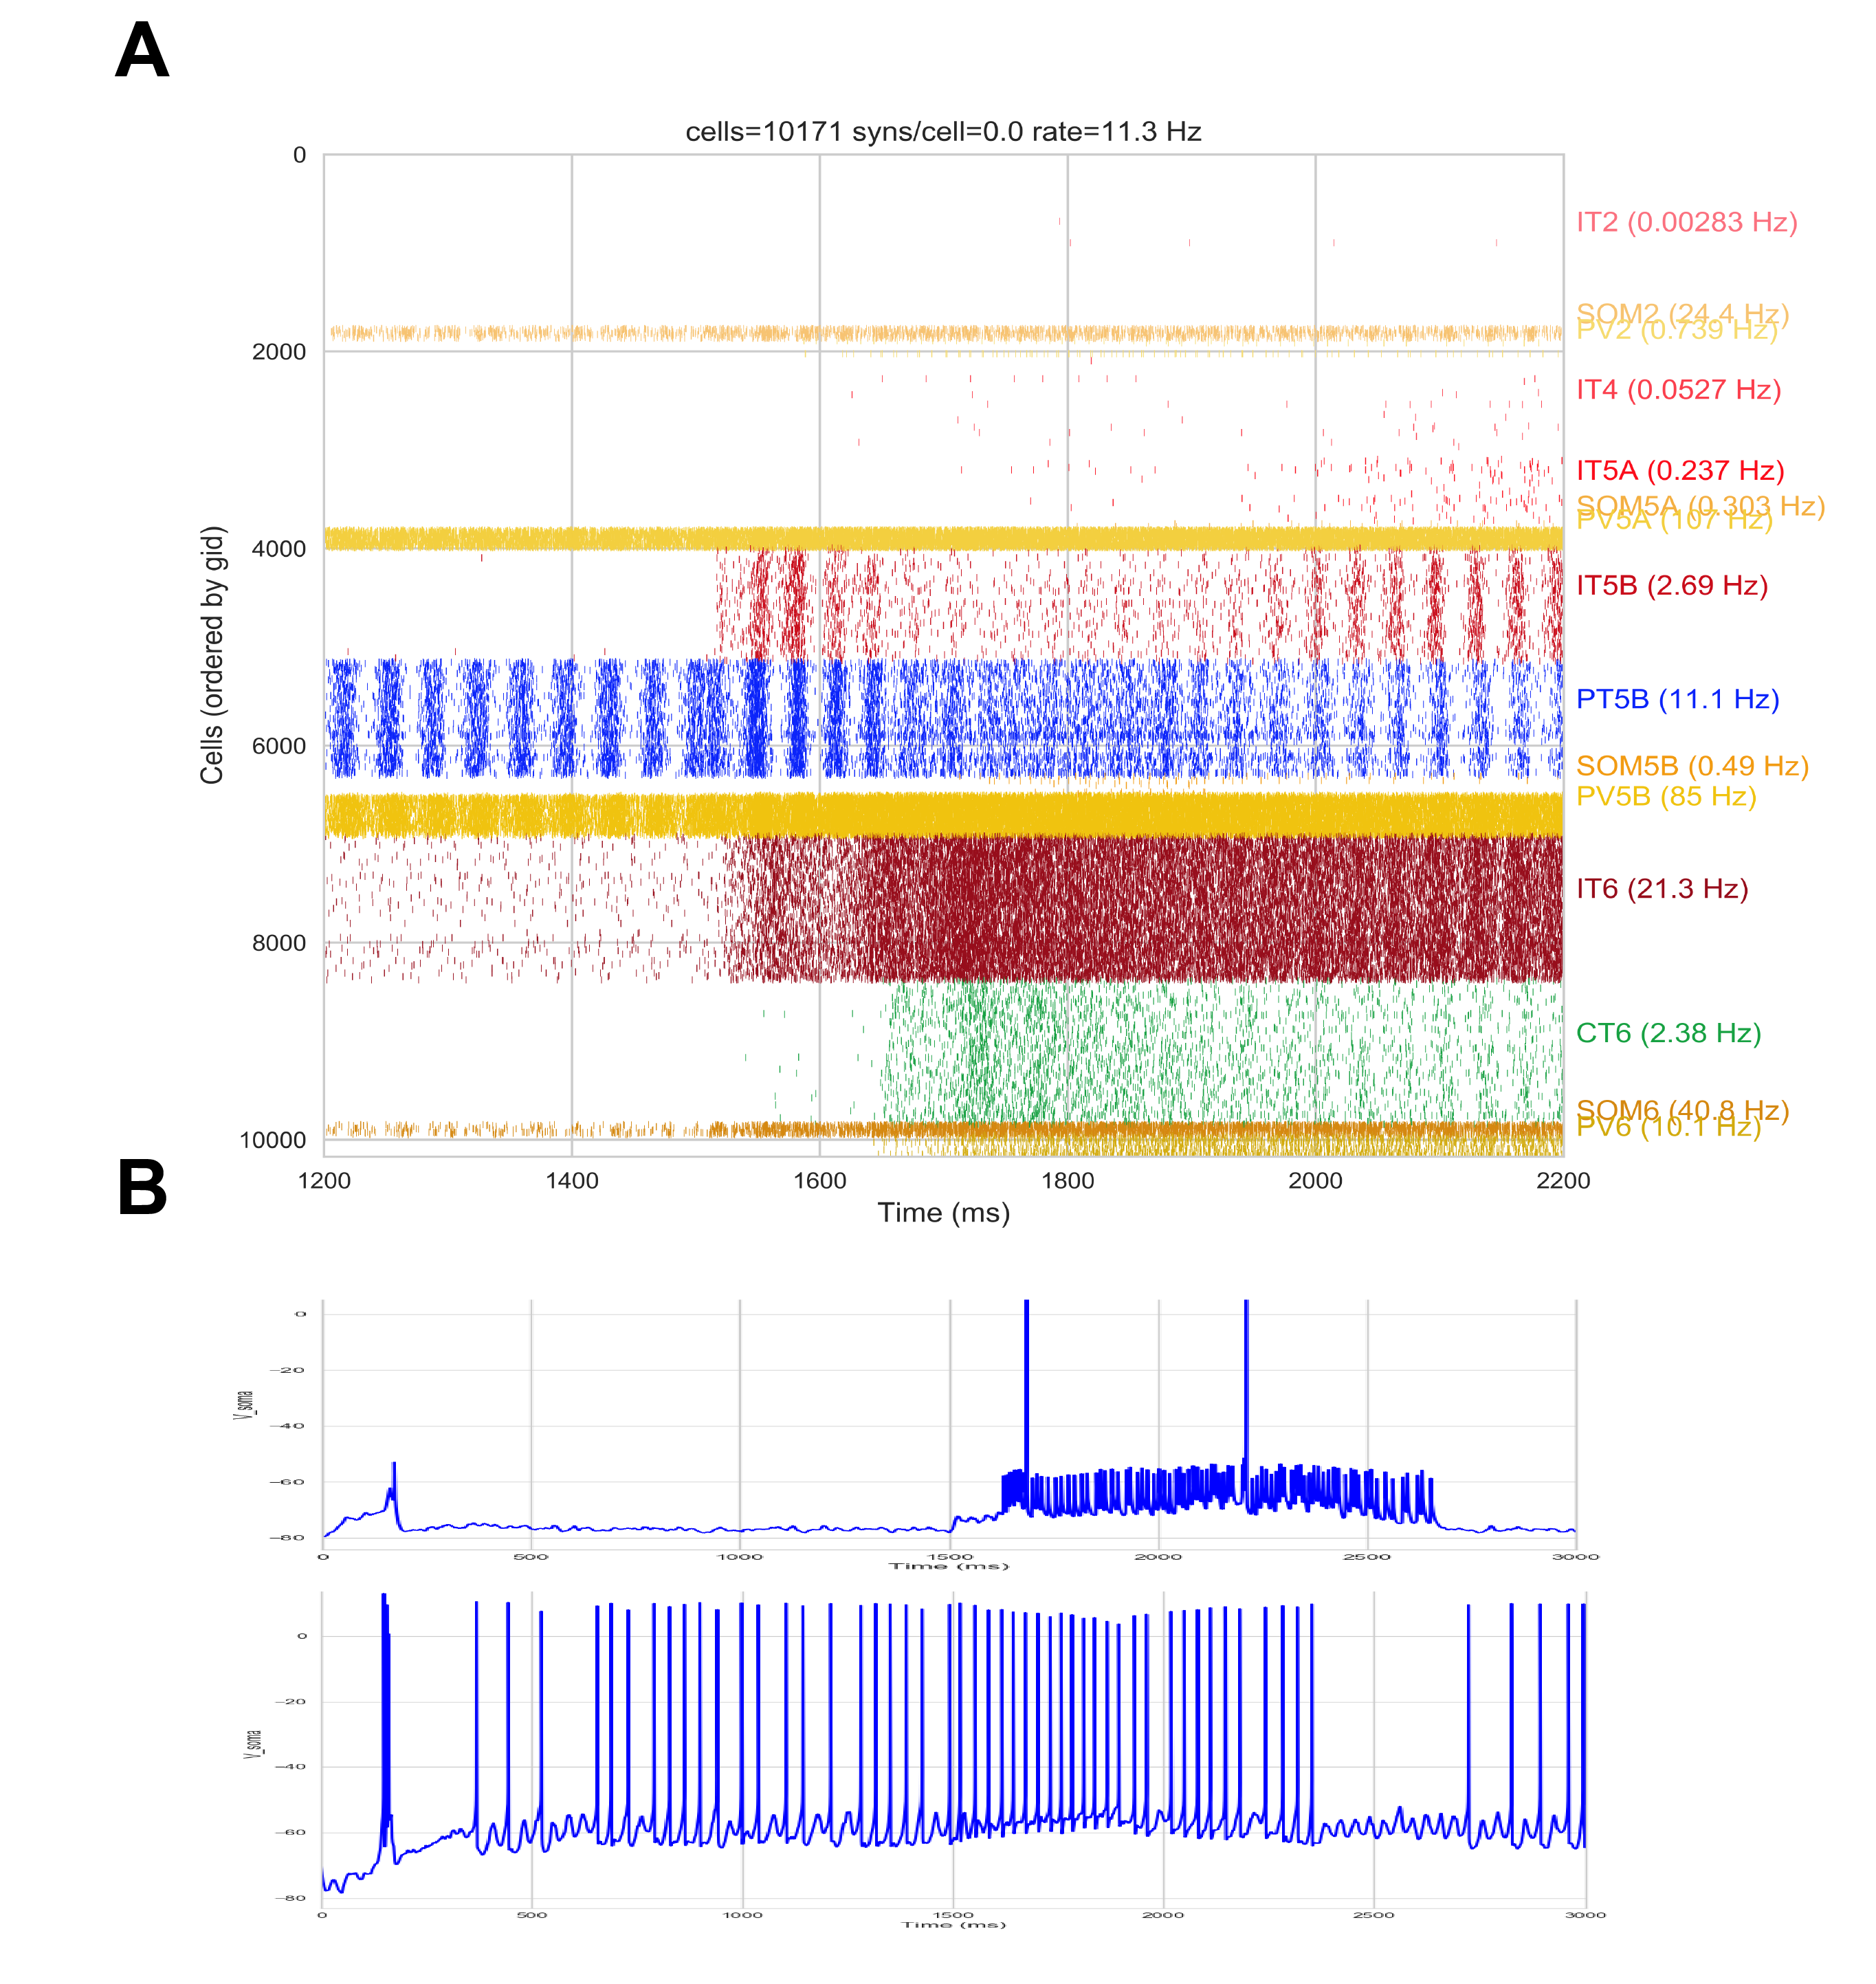 A
cells=10171 syns/cell=0.0 rate=11.3 Hz
0
2000
4000
6000
8000
10000
Cells (ordered by gid)
IT2 (0.00283 Hz)
SOM2 (24.4 Hz)
PV2 (0.739 Hz)
IT4 (0.0527 Hz)
IT5A (0.237 Hz)
SOM5A (0.303 Hz)
PV5A (107 Hz)
IT5B (2.69 Hz)
PT5B (11.1 Hz)
SOM5B (0.49 Hz)
PV5B (85 Hz)
IT6 (21.3 Hz)
CT6 (2.38 Hz)
SOM6 (40.8 Hz)
PV6 (10.1 Hz)
1200 1400 1600 1800 2000 2200
Time (ms)
B
0
−20
−40
−60
−80
V_soma
0 500 1000 1500 2000 2500 3000
Time (ms)
0
−20
−40
−60
−80
V_soma
0 500 1000 1500 2000 2500 3000
Time (ms)